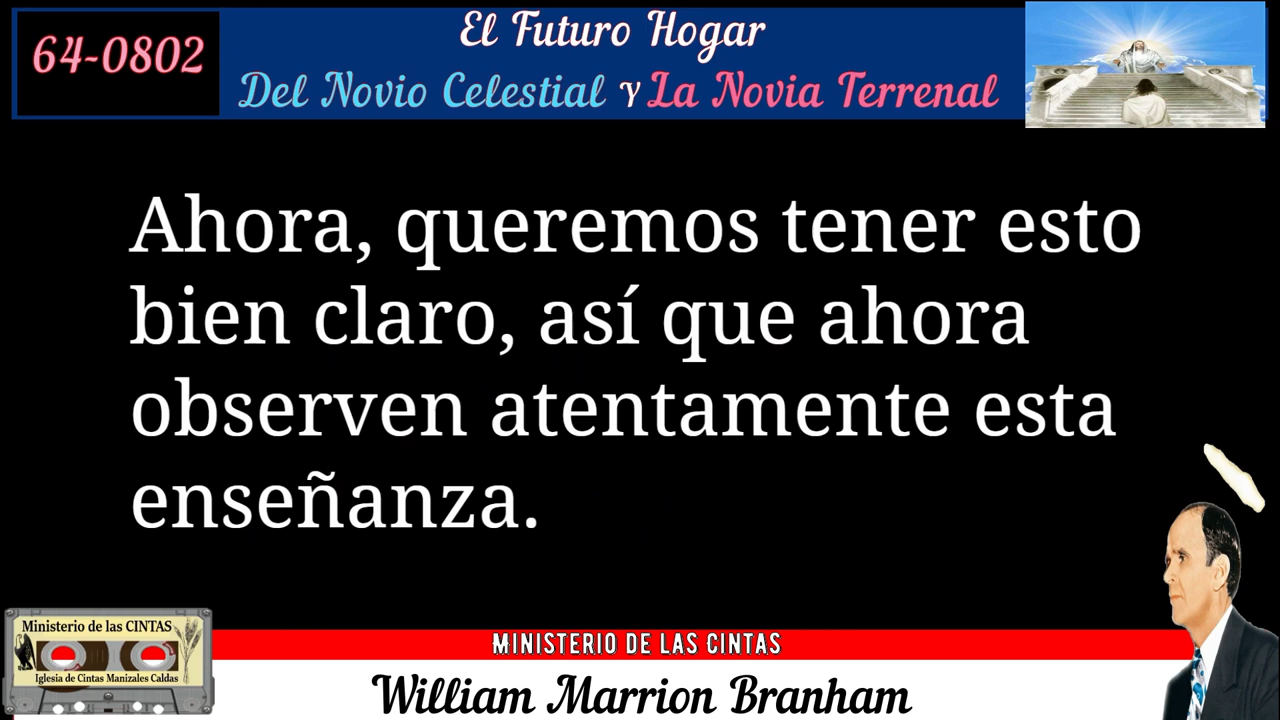 64-0802
El Futuro Hogar
Del Novio Celestial Y La Novia Terrenal
Ahora, queremos tener esto
bien claro, así que ahora
observen atentamente esta
enseñanza.
Ministerio de las CINTAS
Iglesia de Cintas Manizales Caldas
MINISTERIO DE LAS CINTAS
William Marrion Branham